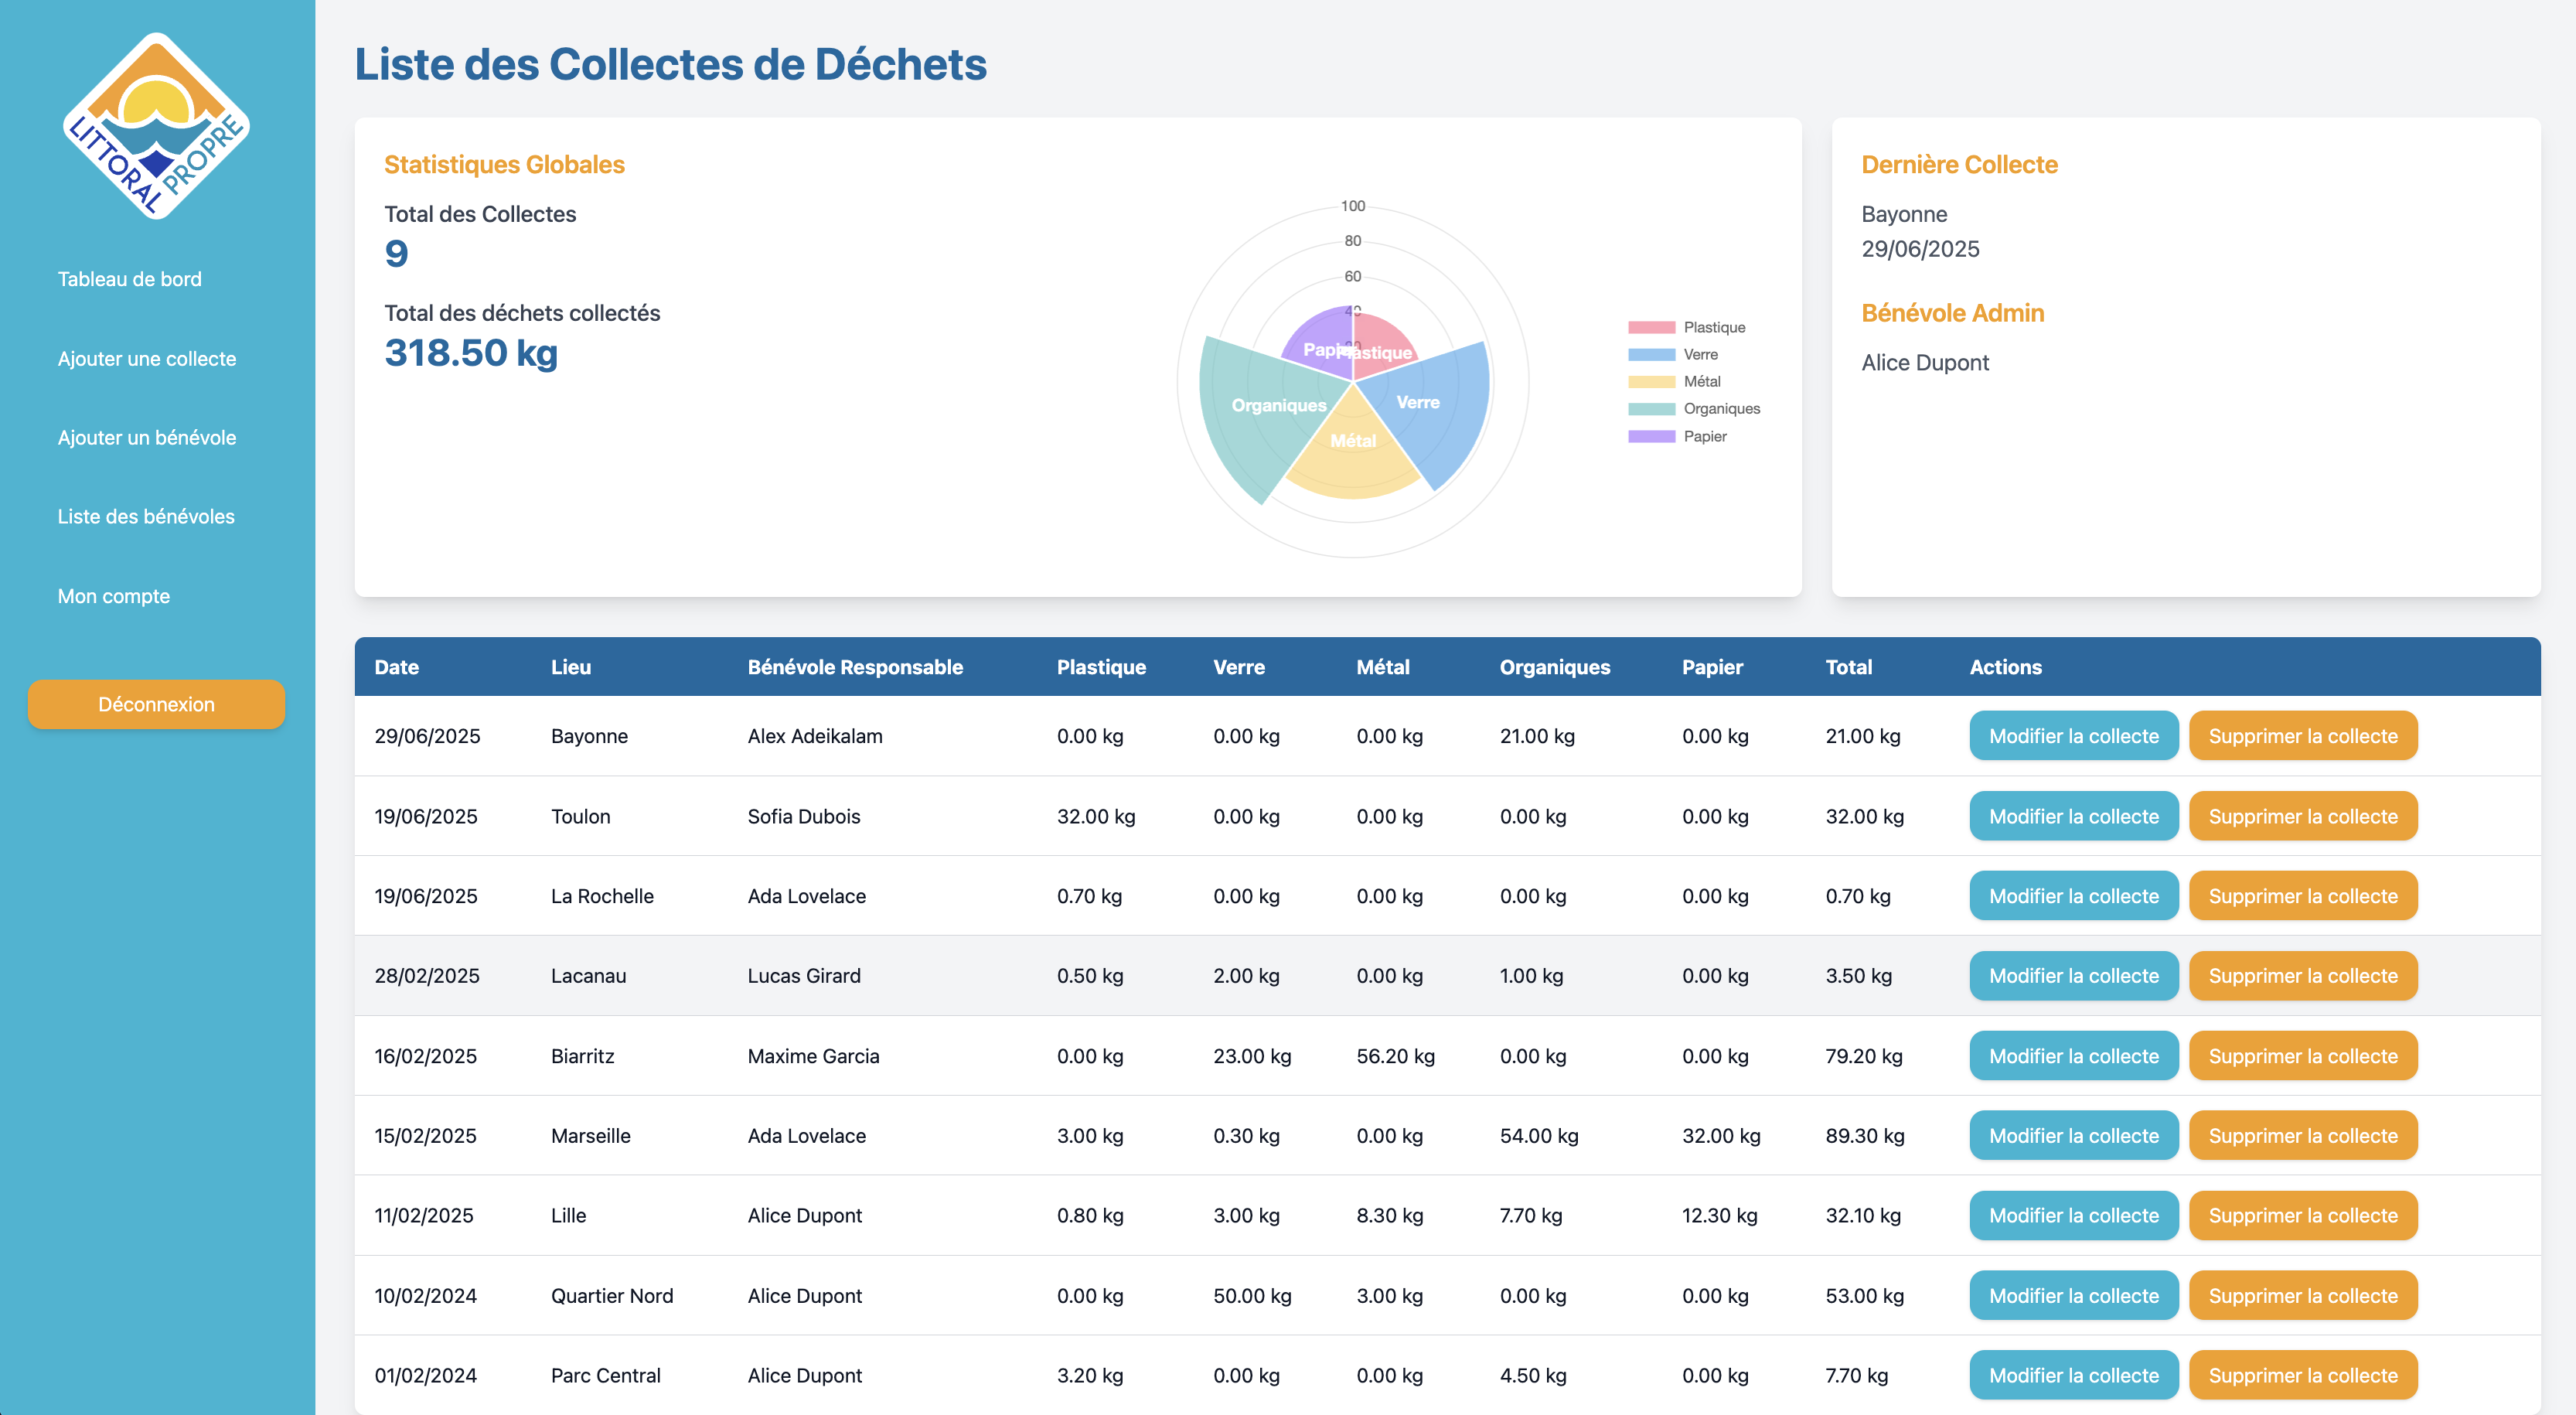 LITTORAL PROPRE
Tableau de bord
Ajouter une collecte
Ajouter un bénévole
Liste des bénévoles
Mon compte
Déconnexion
Liste des Collectes de Déchets
Statistiques Globales
Total des Collectes
9
Total des déchets collectés
318.50 kg
100
80
60
40
20
Papier
Plastique
Organiques
Verre
Métal
Plastique
Verre
Métal
Organiques
Papier
Dernière Collecte
Bayonne
29/06/2025
Bénévole Admin
Alice Dupont
Date Lieu Bénévole Responsable Plastique Verre Métal Organiques Papier Total Actions
29/06/2025 Bayonne Alex Adeikalam 0.00 kg 0.00 kg 0.00 kg 21.00 kg 0.00 kg 21.00 kg Modifier la collecte Supprimer la collecte
19/06/2025 Toulon Sofia Dubois 32.00 kg 0.00 kg 0.00 kg 0.00 kg 0.00 kg 32.00 kg Modifier la collecte Supprimer la collecte
19/06/2025 La Rochelle Ada Lovelace 0.70 kg 0.00 kg 0.00 kg 0.00 kg 0.00 kg 0.70 kg Modifier la collecte Supprimer la collecte
28/02/2025 Lacanau Lucas Girard 0.50 kg 2.00 kg 0.00 kg 1.00 kg 0.00 kg 3.50 kg Modifier la collecte Supprimer la collecte
16/02/2025 Biarritz Maxime Garcia 0.00 kg 23.00 kg 56.20 kg 0.00 kg 0.00 kg 79.20 kg Modifier la collecte Supprimer la collecte
15/02/2025 Marseille Ada Lovelace 3.00 kg 0.30 kg 0.00 kg 54.00 kg 32.00 kg 89.30 kg Modifier la collecte Supprimer la collecte
11/02/2025 Lille Alice Dupont 0.80 kg 3.00 kg 8.30 kg 7.70 kg 12.30 kg 32.10 kg Modifier la collecte Supprimer la collecte
10/02/2024 Quartier Nord Alice Dupont 0.00 kg 50.00 kg 3.00 kg 0.00 kg 0.00 kg 53.00 kg Modifier la collecte Supprimer la collecte
01/02/2024 Parc Central Alice Dupont 3.20 kg 0.00 kg 0.00 kg 4.50 kg 0.00 kg 7.70 kg Modifier la collecte Supprimer la collecte